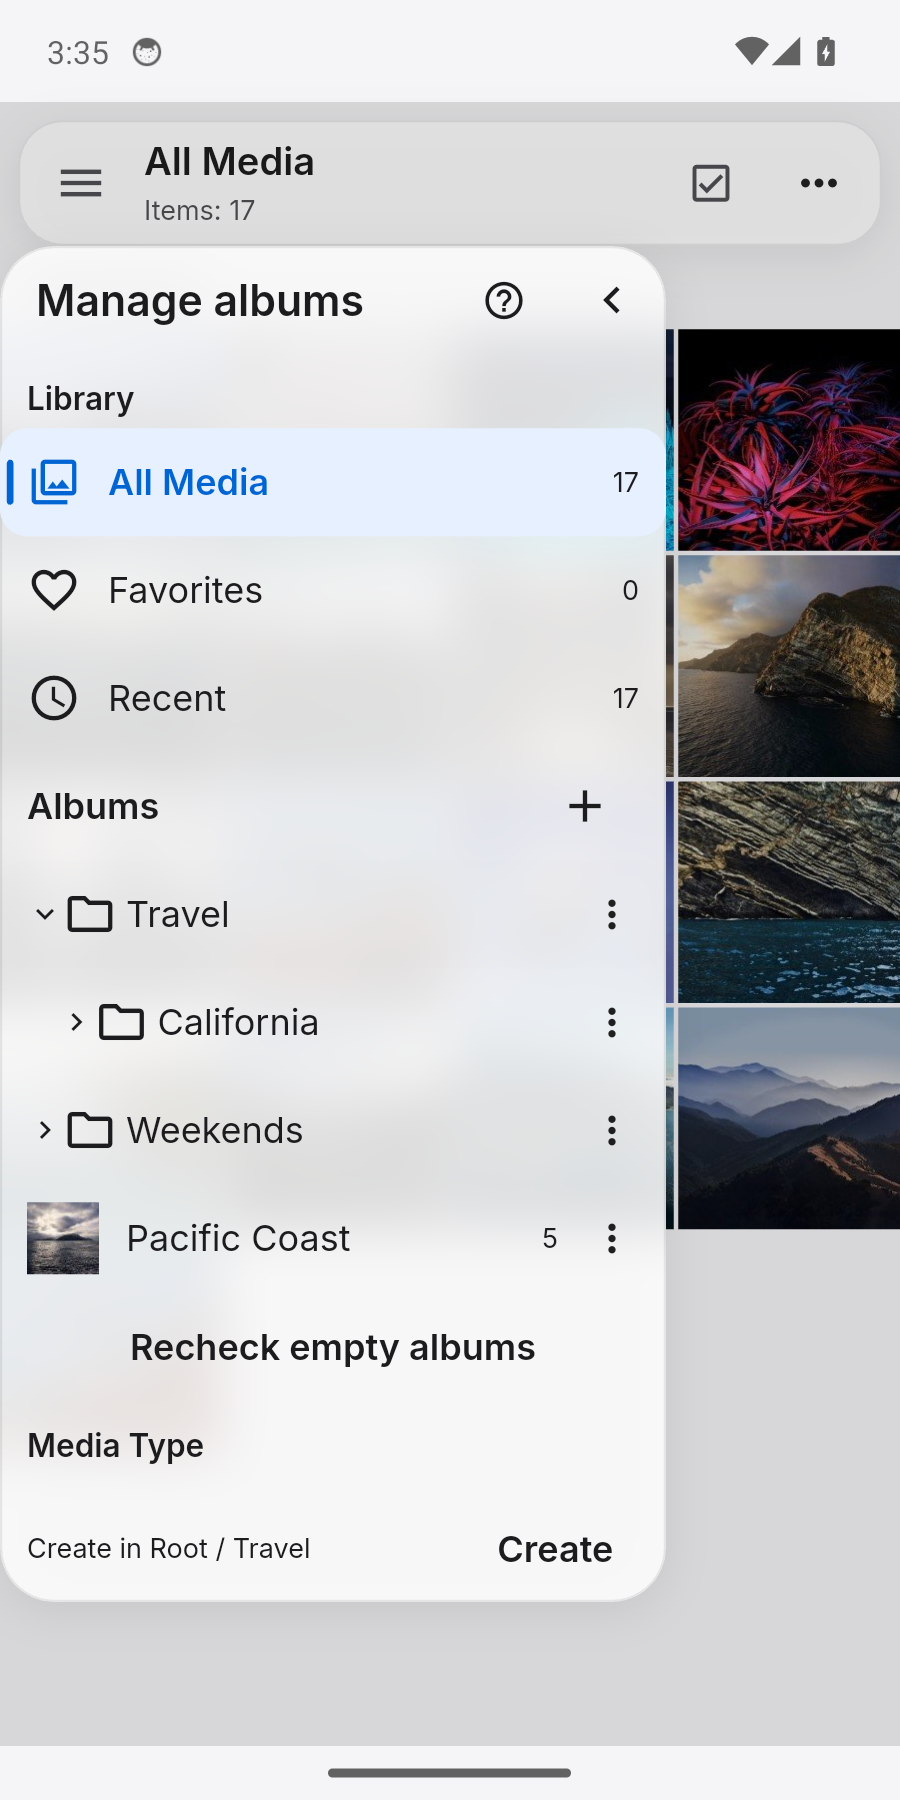 3:35
All Media
Items: 17
Manage albums
Library
All Media 17
Favorites 0
Recent 17
Albums
Travel
California
Weekends
Pacific Coast 5
Recheck empty albums
Media Type
Create in Root / Travel Create